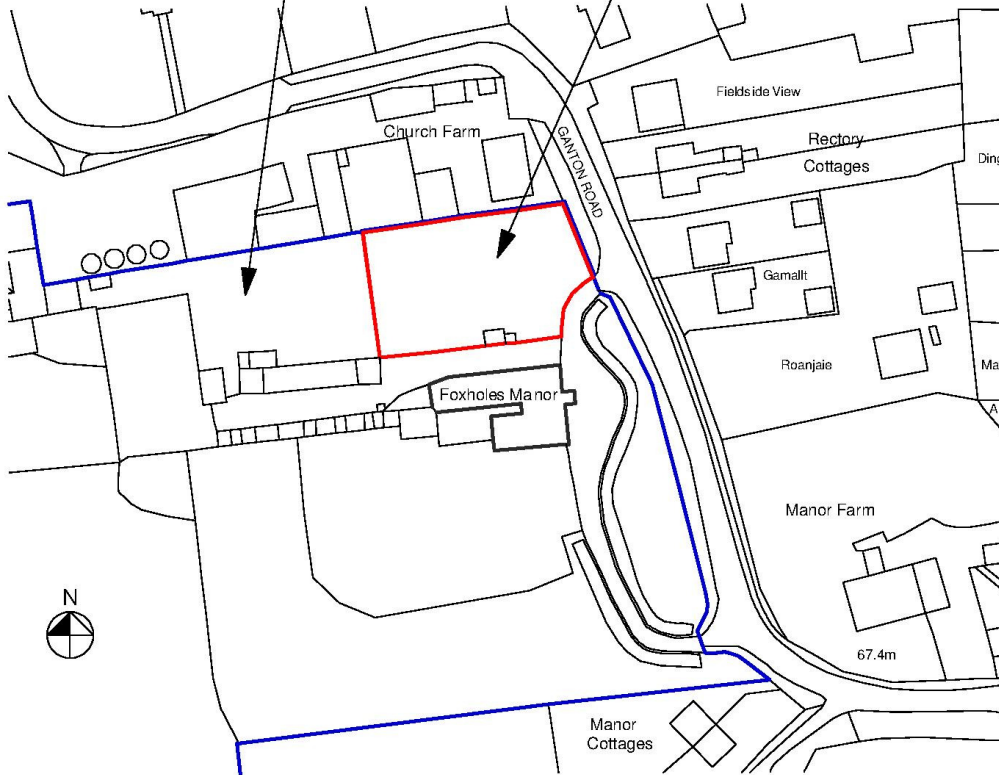 Fieldside View
Church Farm
GANTON ROAD
Rectory
Cottages
Gamallt
Roanjaie
Foxholes Manor
Manor Farm
N
67.4m
Manor
Cottages